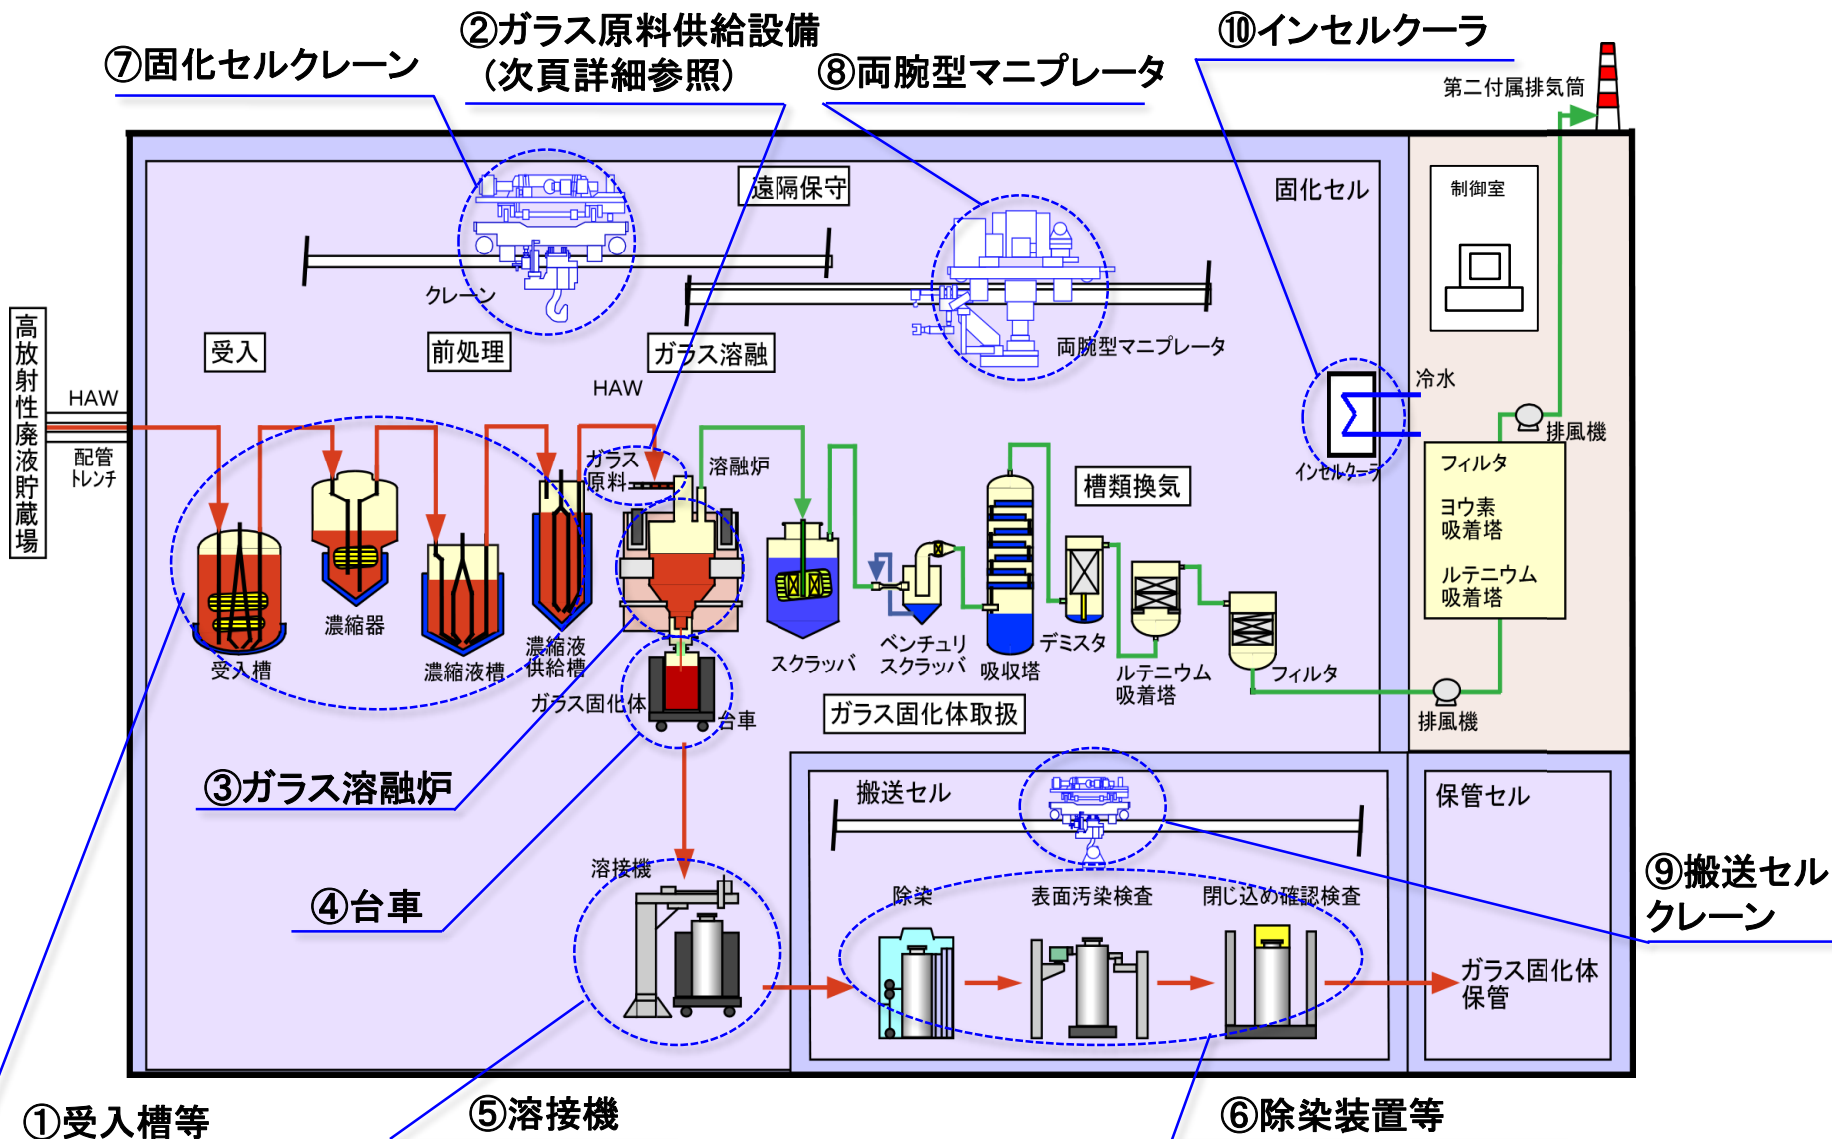 ②ガラス原料供給設備
(次頁詳細参照)
⑦固化セルクレーン
⑧両腕型マニプレータ
⑩インセルクーラ
第二付属排気筒
遠隔保守
固化セル
制御室
クレーン
両腕型マニプレータ
高放射性廃液貯蔵場
受入
前処理
ガラス溶融
HAW
HAW
配管
トレンチ
冷水
排風機
インセルクーラ
ガラス
原料
溶融炉
槽類換気
フィルタ
ヨウ素
吸着塔
ルテニウム
吸着塔
受入槽
濃縮器
濃縮液槽
濃縮液
供給槽
スクラッバ
ベンチュリ
スクラッバ
吸収塔
デミスタ
ルテニウム
吸着塔
フィルタ
排風機
ガラス固化体
台車
ガラス固化体取扱
③ガラス溶融炉
搬送セル
保管セル
④台車
溶接機
除染
表面汚染検査
閉じ込め確認検査
⑨搬送セル
クレーン
ガラス固化体
保管
①受入槽等
⑤溶接機
⑥除染装置等